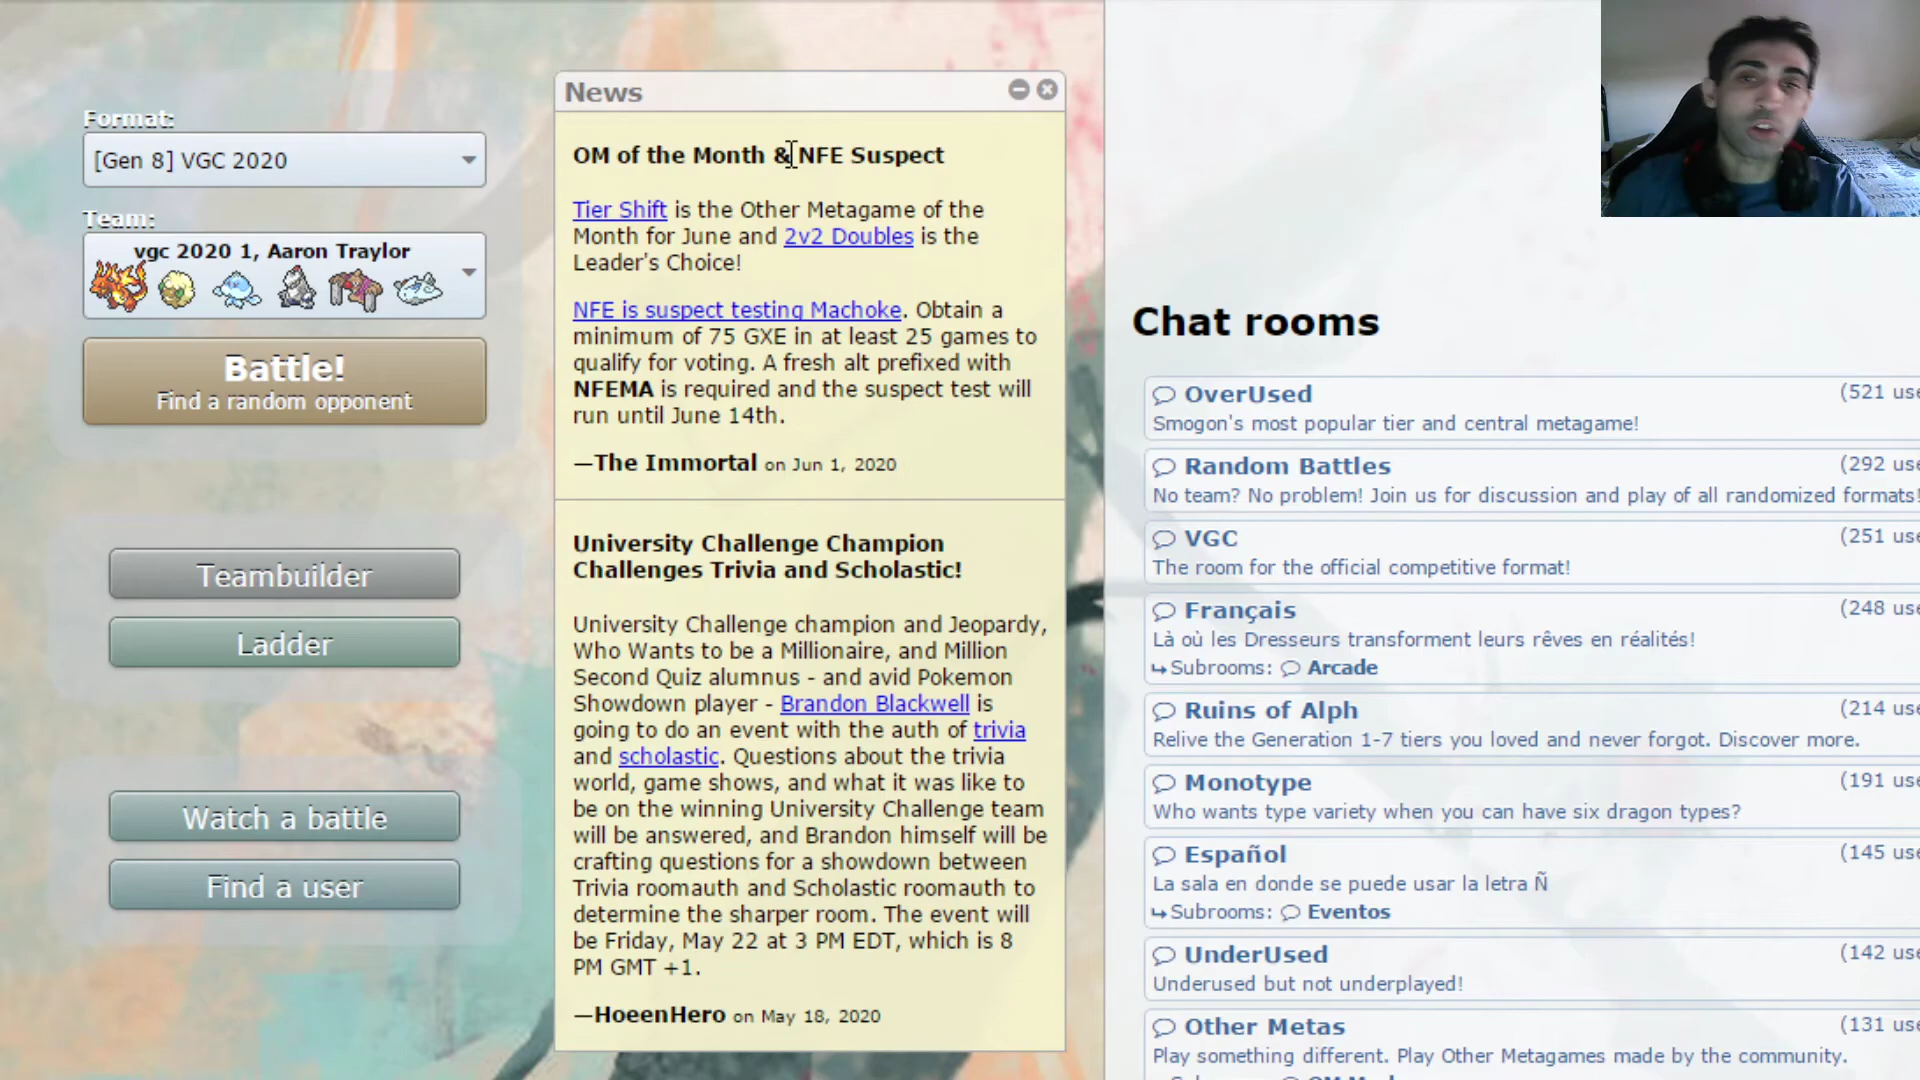 Format:
[Gen 8] VGC 2020
Team:
vgc 2020 1, Aaron Traylor
Battle!
Find a random opponent
Teambuilder
Ladder
Watch a battle
Find a user
News
OM of the Month & NFE Suspect
Tier Shift is the Other Metagame of the
Month for June and 2v2 Doubles is the
Leader's Choice!
NFE is suspect testing Machoke. Obtain a
minimum of 75 GXE in at least 25 games to
qualify for voting. A fresh alt prefixed with
NFEMA is required and the suspect test will
run until June 14th.
—The Immortal on Jun 1, 2020
University Challenge Champion
Challenges Trivia and Scholastic!
University Challenge champion and Jeopardy,
Who Wants to be a Millionaire, and Million
Second Quiz alumnus - and avid Pokemon
Showdown player - Brandon Blackwell is
going to do an event with the auth of trivia
and scholastic. Questions about the trivia
world, game shows, and what it was like to
be on the winning University Challenge team
will be answered, and Brandon himself will be
crafting questions for a showdown between
Trivia roomauth and Scholastic roomauth to
determine the sharper room. The event will
be Friday, May 22 at 3 PM EDT, which is 8
PM GMT +1.
—HoeenHero on May 18, 2020
Chat rooms
OverUsed (521 use
Smogon's most popular tier and central metagame!
Random Battles (292 use
No team? No problem! Join us for discussion and play of all randomized formats!
VGC (251 use
The room for the official competitive format!
Français (248 use
Là où les Dresseurs transforment leurs rêves en réalités!
↳ Subrooms: Arcade
Ruins of Alph (214 use
Relive the Generation 1-7 tiers you loved and never forgot. Discover more.
Monotype (191 use
Who wants type variety when you can have six dragon types?
Español (145 use
La sala en donde se puede usar la letra Ñ
↳ Subrooms: Eventos
UnderUsed (142 use
Underused but not underplayed!
Other Metas (131 use
Play something different. Play Other Metagames made by the community.